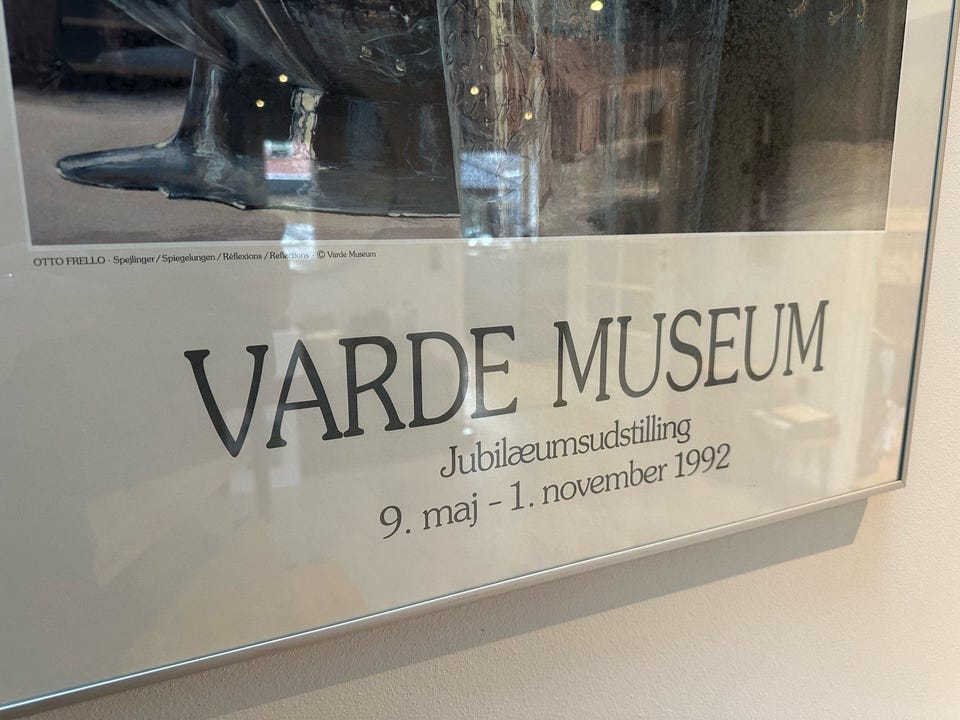 OTTO FRELLO · Spejlinger / Spiegelungen / Réflexions / Reflections · © Varde Museum
VARDE MUSEUM
Jubilæumsudstilling
9. maj - 1. november 1992